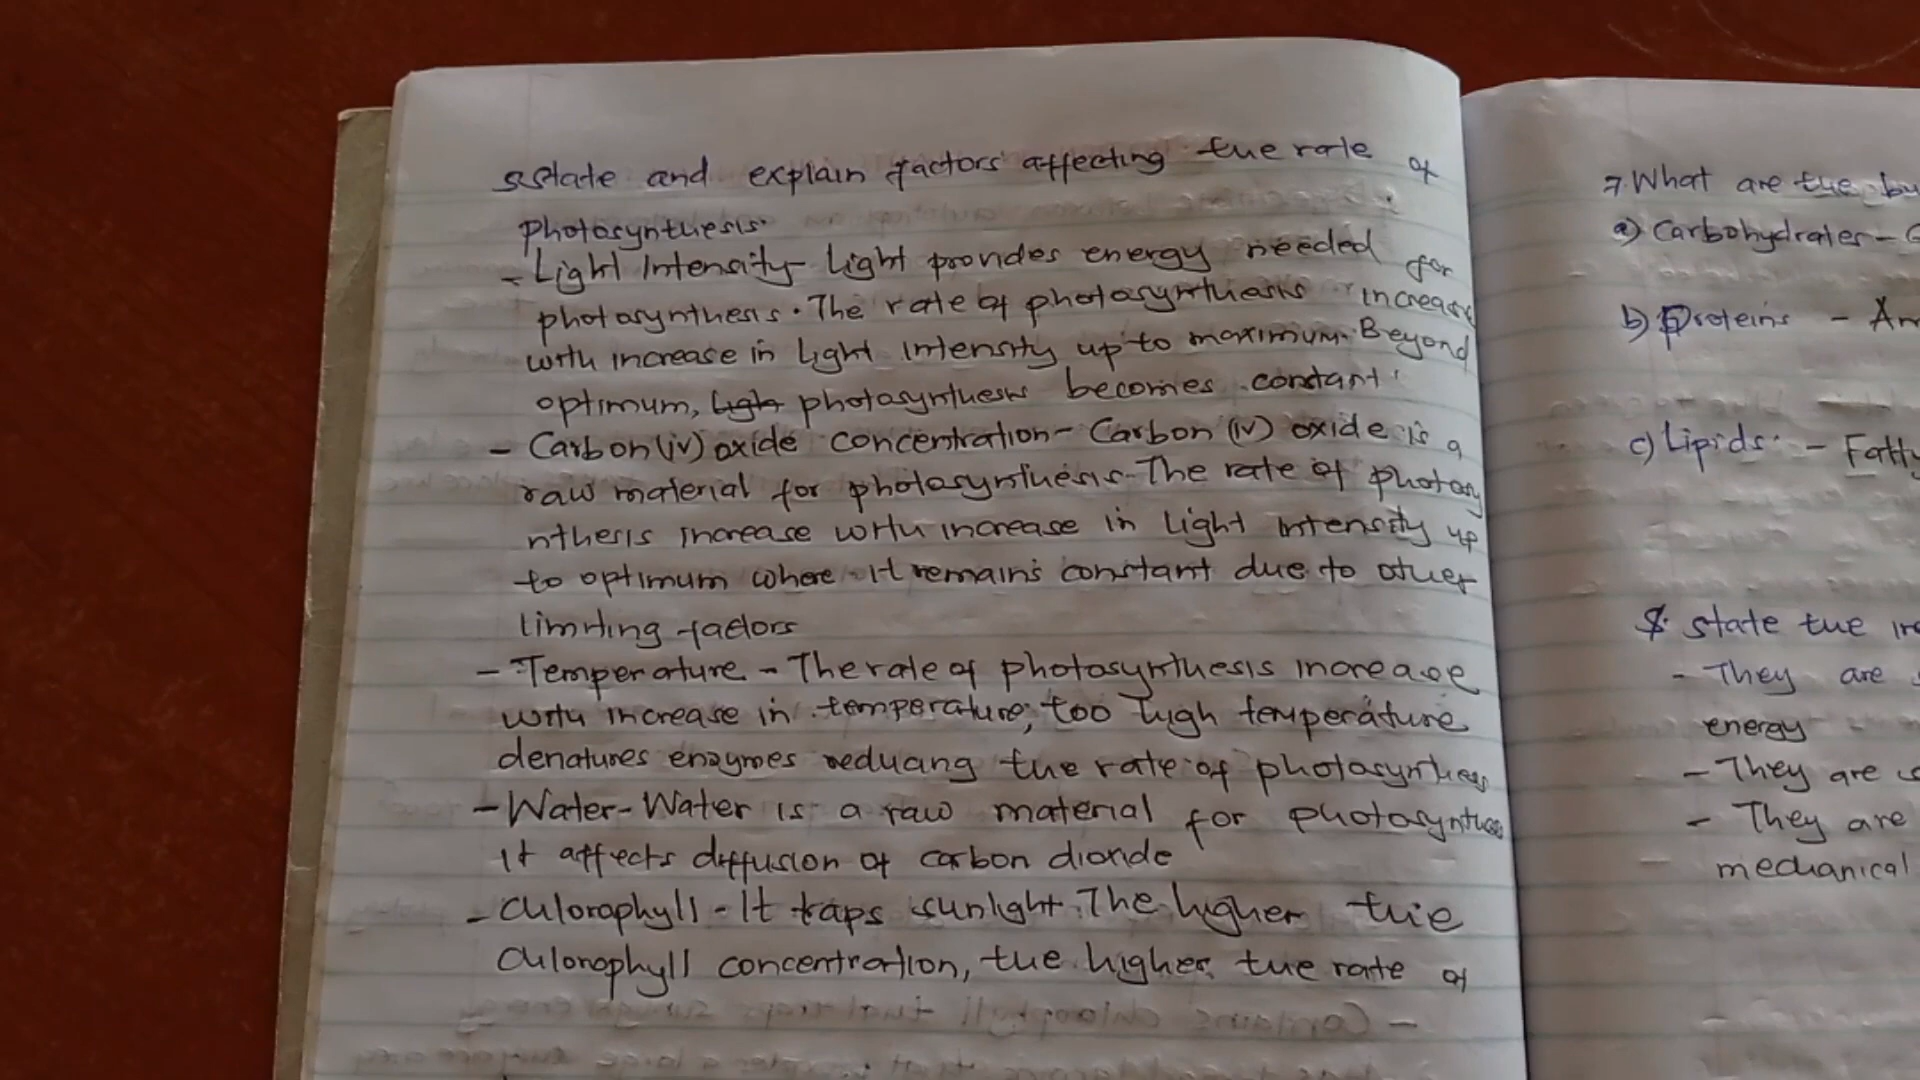 5. State and explain factors affecting the rate of
photosynthesis.
- Light Intensity - Light provides energy needed for
photosynthesis. The rate of photosynthesis increase
with increase in light intensity up to maximum. Beyond
optimum, photosynthesis becomes constant.
- Carbon (iv) oxide concentration - Carbon (iv) oxide is a
raw material for photosynthesis. The rate of photosy
nthesis increase with increase in light intensity up
to optimum where it remains constant due to other
limiting factors
- Temperature - The rate of photosynthesis increase
with increase in temperature; too high temperature
denatures enzymes reducing the rate of photosynthesis
- Water - Water is a raw material for photosynthesis
it affects diffusion of carbon dioxide
- Chlorophyll - It traps sunlight. The higher the
chlorophyll concentration, the higher the rate of
7. What are the bu
a) Carbohydrates - G
b) Proteins - Am
c) Lipids - Fatty
8. State the im
- They are
energy
- They are
- They are
mechanical